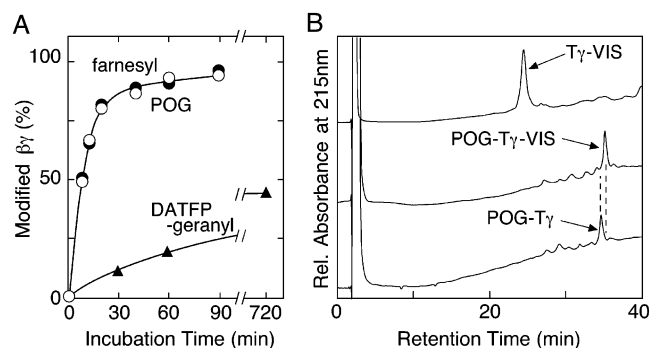 A
Modified βγ (%)
100
50
0
farnesyl
POG
DATFP
-geranyl
0 30 60 90 720
Incubation Time (min)
B
Rel. Absorbance at 215nm
Tγ-VIS
POG-Tγ-VIS
POG-Tγ
0 20 40
Retention Time (min)